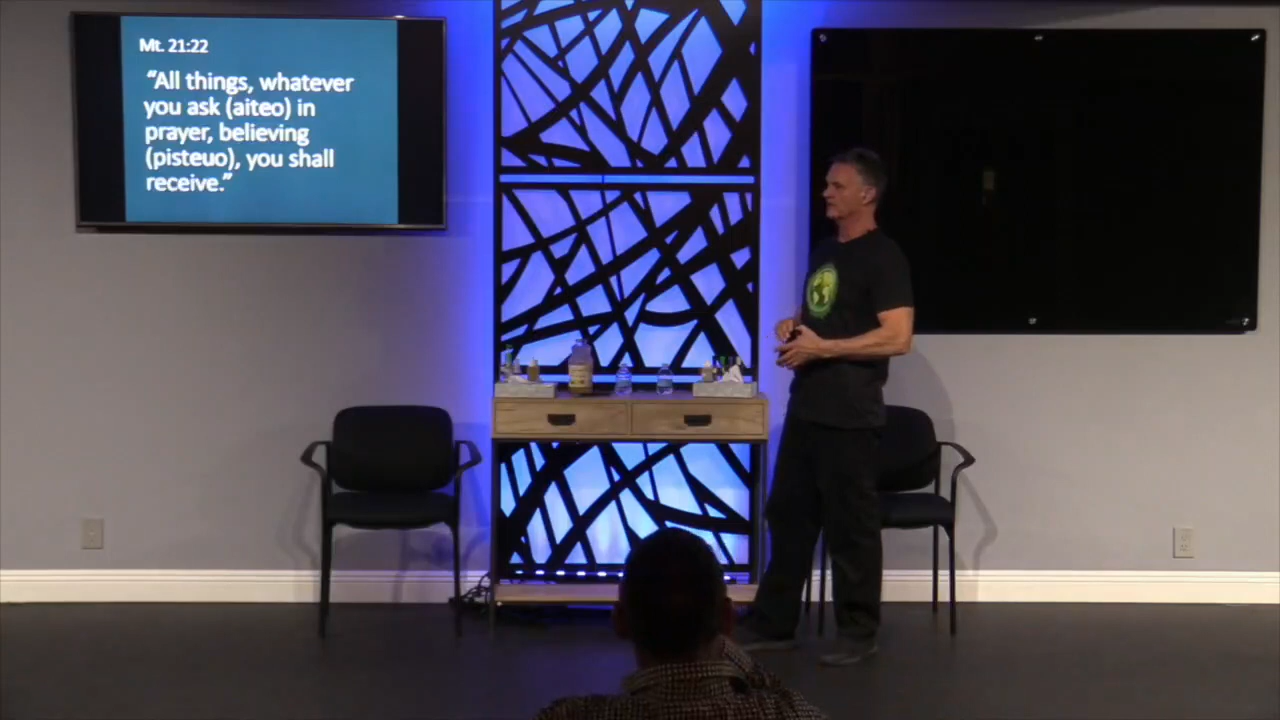 Mt. 21:22
“All things, whatever
you ask (aiteo) in
prayer, believing
(pisteuo), you shall
receive.”